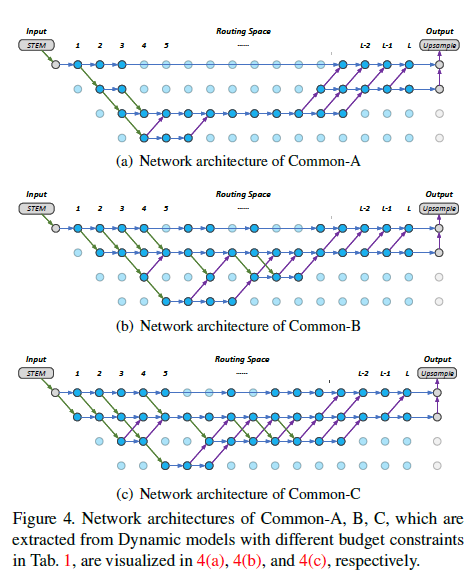 Input Routing Space Output
STEM 1 2 3 4 5 ...... L-2 L-1 L Upsample
(a) Network architecture of Common-A
Input Routing Space Output
STEM 1 2 3 4 5 ...... L-2 L-1 L Upsample
(b) Network architecture of Common-B
Input Routing Space Output
STEM 1 2 3 4 5 ...... L-2 L-1 L Upsample
(c) Network architecture of Common-C
Figure 4. Network architectures of Common-A, B, C, which are
extracted from Dynamic models with different budget constraints
in Tab. 1, are visualized in 4(a), 4(b), and 4(c), respectively.